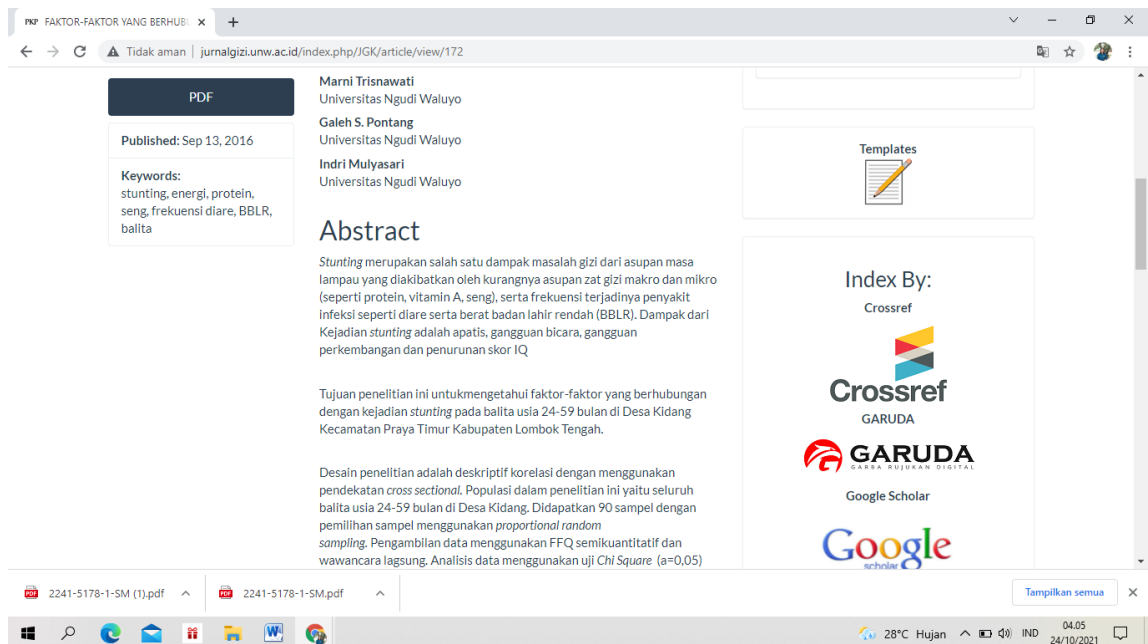 PKP FAKTOR-FAKTOR YANG BERHUBU
Tidak aman | jurnalgizi.unw.ac.id/index.php/JGK/article/view/172
PDF
Published: Sep 13, 2016
Keywords:
stunting, energi, protein,
seng, frekuensi diare, BBLR,
balita
Marni Trisnawati
Universitas Ngudi Waluyo
Galeh S. Pontang
Universitas Ngudi Waluyo
Indri Mulyasari
Universitas Ngudi Waluyo
Abstract
Stunting merupakan salah satu dampak masalah gizi dari asupan masa
lampau yang diakibatkan oleh kurangnya asupan zat gizi makro dan mikro
(seperti protein, vitamin A, seng), serta frekuensi terjadinya penyakit
infeksi seperti diare serta berat badan lahir rendah (BBLR). Dampak dari
Kejadian stunting adalah apatis, gangguan bicara, gangguan
perkembangan dan penurunan skor IQ
Tujuan penelitian ini untukmengetahui faktor-faktor yang berhubungan
dengan kejadian stunting pada balita usia 24-59 bulan di Desa Kidang
Kecamatan Praya Timur Kabupaten Lombok Tengah.
Desain penelitian adalah deskriptif korelasi dengan menggunakan
pendekatan cross sectional. Populasi dalam penelitian ini yaitu seluruh
balita usia 24-59 bulan di Desa Kidang. Didapatkan 90 sampel dengan
pemilihan sampel menggunakan proportional random
sampling. Pengambilan data menggunakan FFQ semikuantitatif dan
wawancara lagsung. Analisis data menggunakan uji Chi Square (a=0,05)
Templates
Index By:
Crossref
Crossref
GARUDA
GARUDA
GARBA RUJUKAN DIGITAL
Google Scholar
Google
scholar
2241-5178-1-SM (1).pdf
2241-5178-1-SM.pdf
Tampilkan semua
28°C Hujan
IND
04.05
24/10/2021